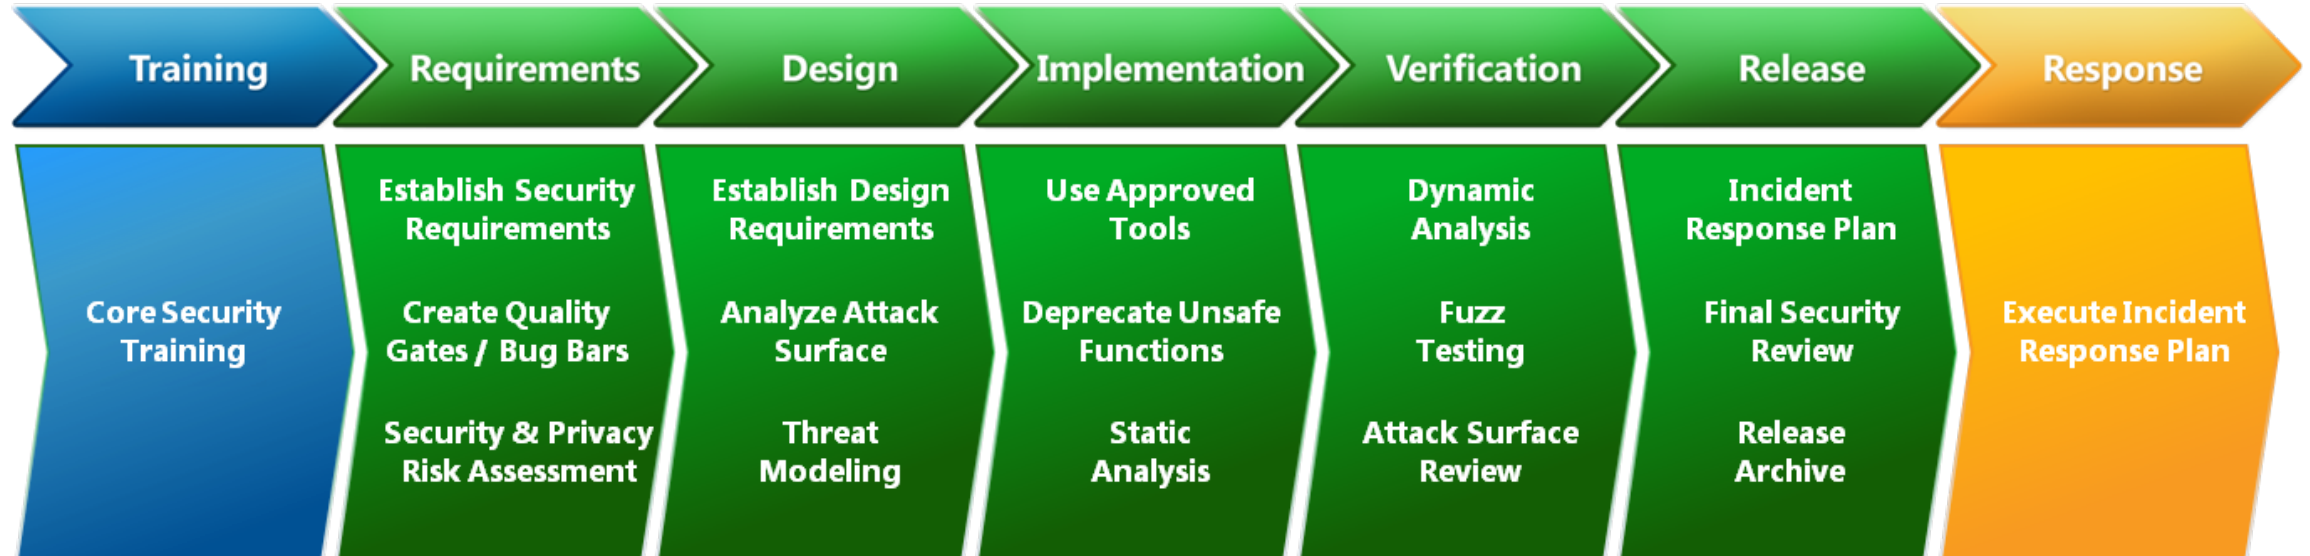 Training
Requirements
Design
Implementation
Verification
Release
Response
Core Security
Training
Establish Security
Requirements
Create Quality
Gates / Bug Bars
Security & Privacy
Risk Assessment
Establish Design
Requirements
Analyze Attack
Surface
Threat
Modeling
Use Approved
Tools
Deprecate Unsafe
Functions
Static
Analysis
Dynamic
Analysis
Fuzz
Testing
Attack Surface
Review
Incident
Response Plan
Final Security
Review
Release
Archive
Execute Incident
Response Plan